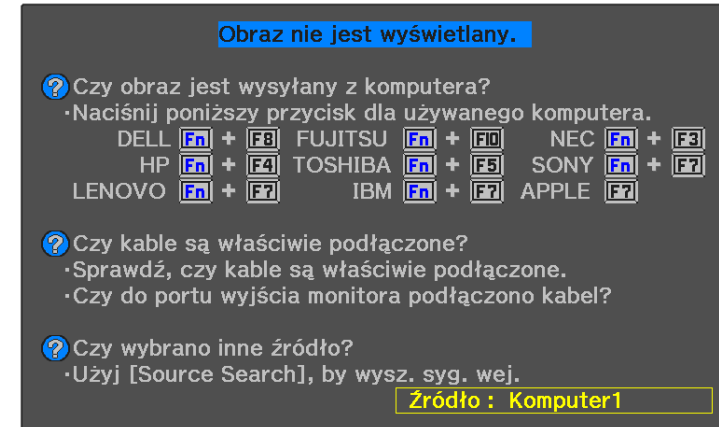 Obraz nie jest wyświetlany.
? Czy obraz jest wysyłany z komputera?
·Naciśnij poniższy przycisk dla używanego komputera.
DELL Fn + F8 FUJITSU Fn + F10 NEC Fn + F3
HP Fn + F4 TOSHIBA Fn + F5 SONY Fn + F7
LENOVO Fn + F7 IBM Fn + F7 APPLE F7
? Czy kable są właściwie podłączone?
·Sprawdź, czy kable są właściwie podłączone.
·Czy do portu wyjścia monitora podłączono kabel?
? Czy wybrano inne źródło?
·Użyj [Source Search], by wysz. syg. wej.
Źródło : Komputer1